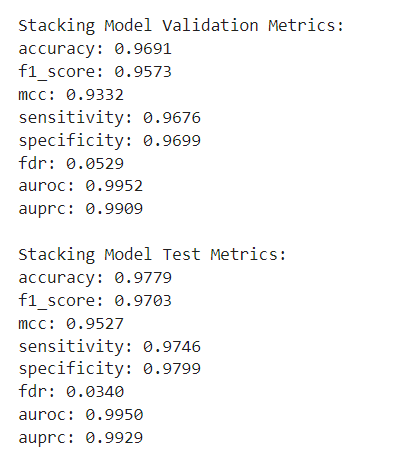 Stacking Model Validation Metrics:
accuracy: 0.9691
f1_score: 0.9573
mcc: 0.9332
sensitivity: 0.9676
specificity: 0.9699
fdr: 0.0529
auroc: 0.9952
auprc: 0.9909

Stacking Model Test Metrics:
accuracy: 0.9779
f1_score: 0.9703
mcc: 0.9527
sensitivity: 0.9746
specificity: 0.9799
fdr: 0.0340
auroc: 0.9950
auprc: 0.9929